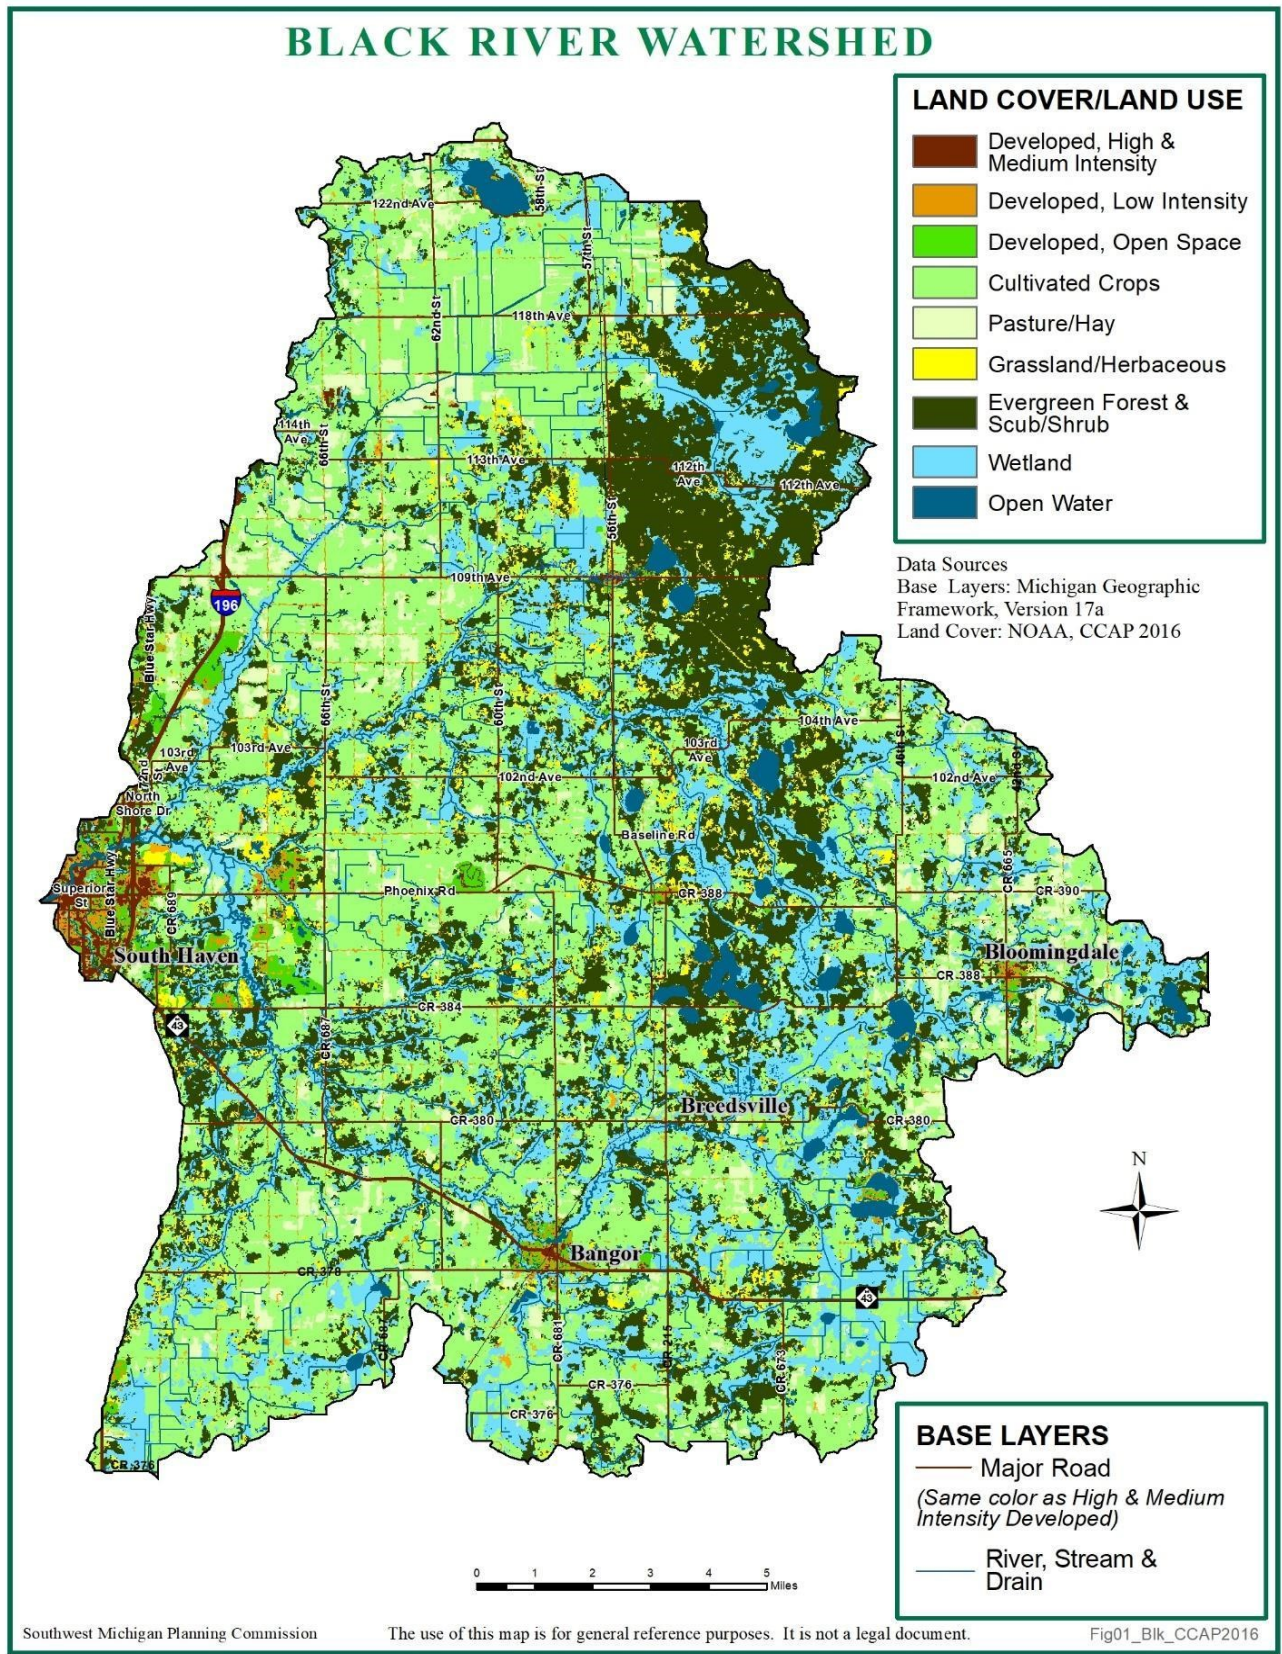 BLACK RIVER WATERSHED
LAND COVER/LAND USE
Developed, High &
Medium Intensity
Developed, Low Intensity
Developed, Open Space
Cultivated Crops
Pasture/Hay
Grassland/Herbaceous
Evergreen Forest &
Scub/Shrub
Wetland
Open Water
Data Sources
Base Layers: Michigan Geographic
Framework, Version 17a
Land Cover: NOAA, CCAP 2016
58th St
122nd Ave
57th St
62nd St
118th Ave
114th
Ave
66th St
113th Ave
112th
Ave
112th Ave
56th St
109th Ave
196
Blue Star Hwy
66th St
60th St
104th Ave
46th St
42nd St
103rd
Ave
103rd Ave
103rd
Ave
72nd
St
102nd Ave
102nd Ave
North
Shore Dr
Baseline Rd
Blue Star Hwy
CR 665
Superior
St
CR 689
Phoenix Rd
CR 388
CR 390
South Haven
Bloomingdale
CR 388
CR 384
43
CR 687
Breedsville
CR 380
CR 380
N
Bangor
CR 378
43
CR 687
CR 681
CR 215
CR 673
CR 376
CR 376
CR 376
BASE LAYERS
Major Road
(Same color as High & Medium
Intensity Developed)
River, Stream &
Drain
0 1 2 3 4 5
Miles
Southwest Michigan Planning Commission
The use of this map is for general reference purposes. It is not a legal document.
Fig01_Blk_CCAP2016